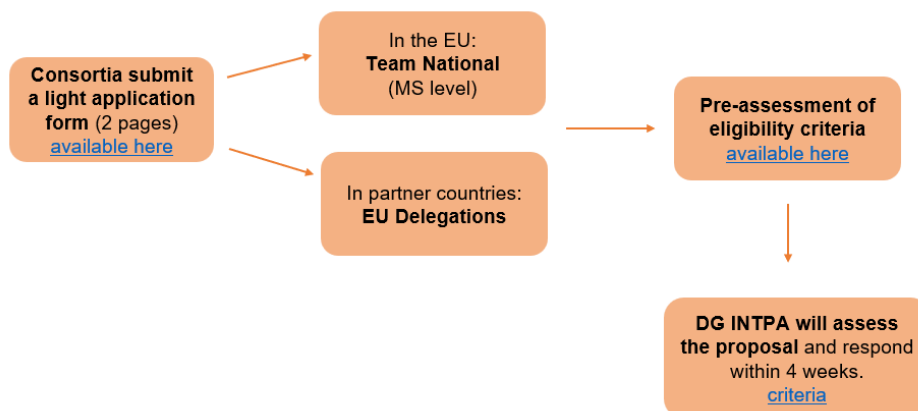 Consortia submit
a light application
form (2 pages)
available here
In the EU:
Team National
(MS level)
In partner countries:
EU Delegations
Pre-assessment of
eligibility criteria
available here
DG INTPA will assess
the proposal and respond
within 4 weeks.
criteria